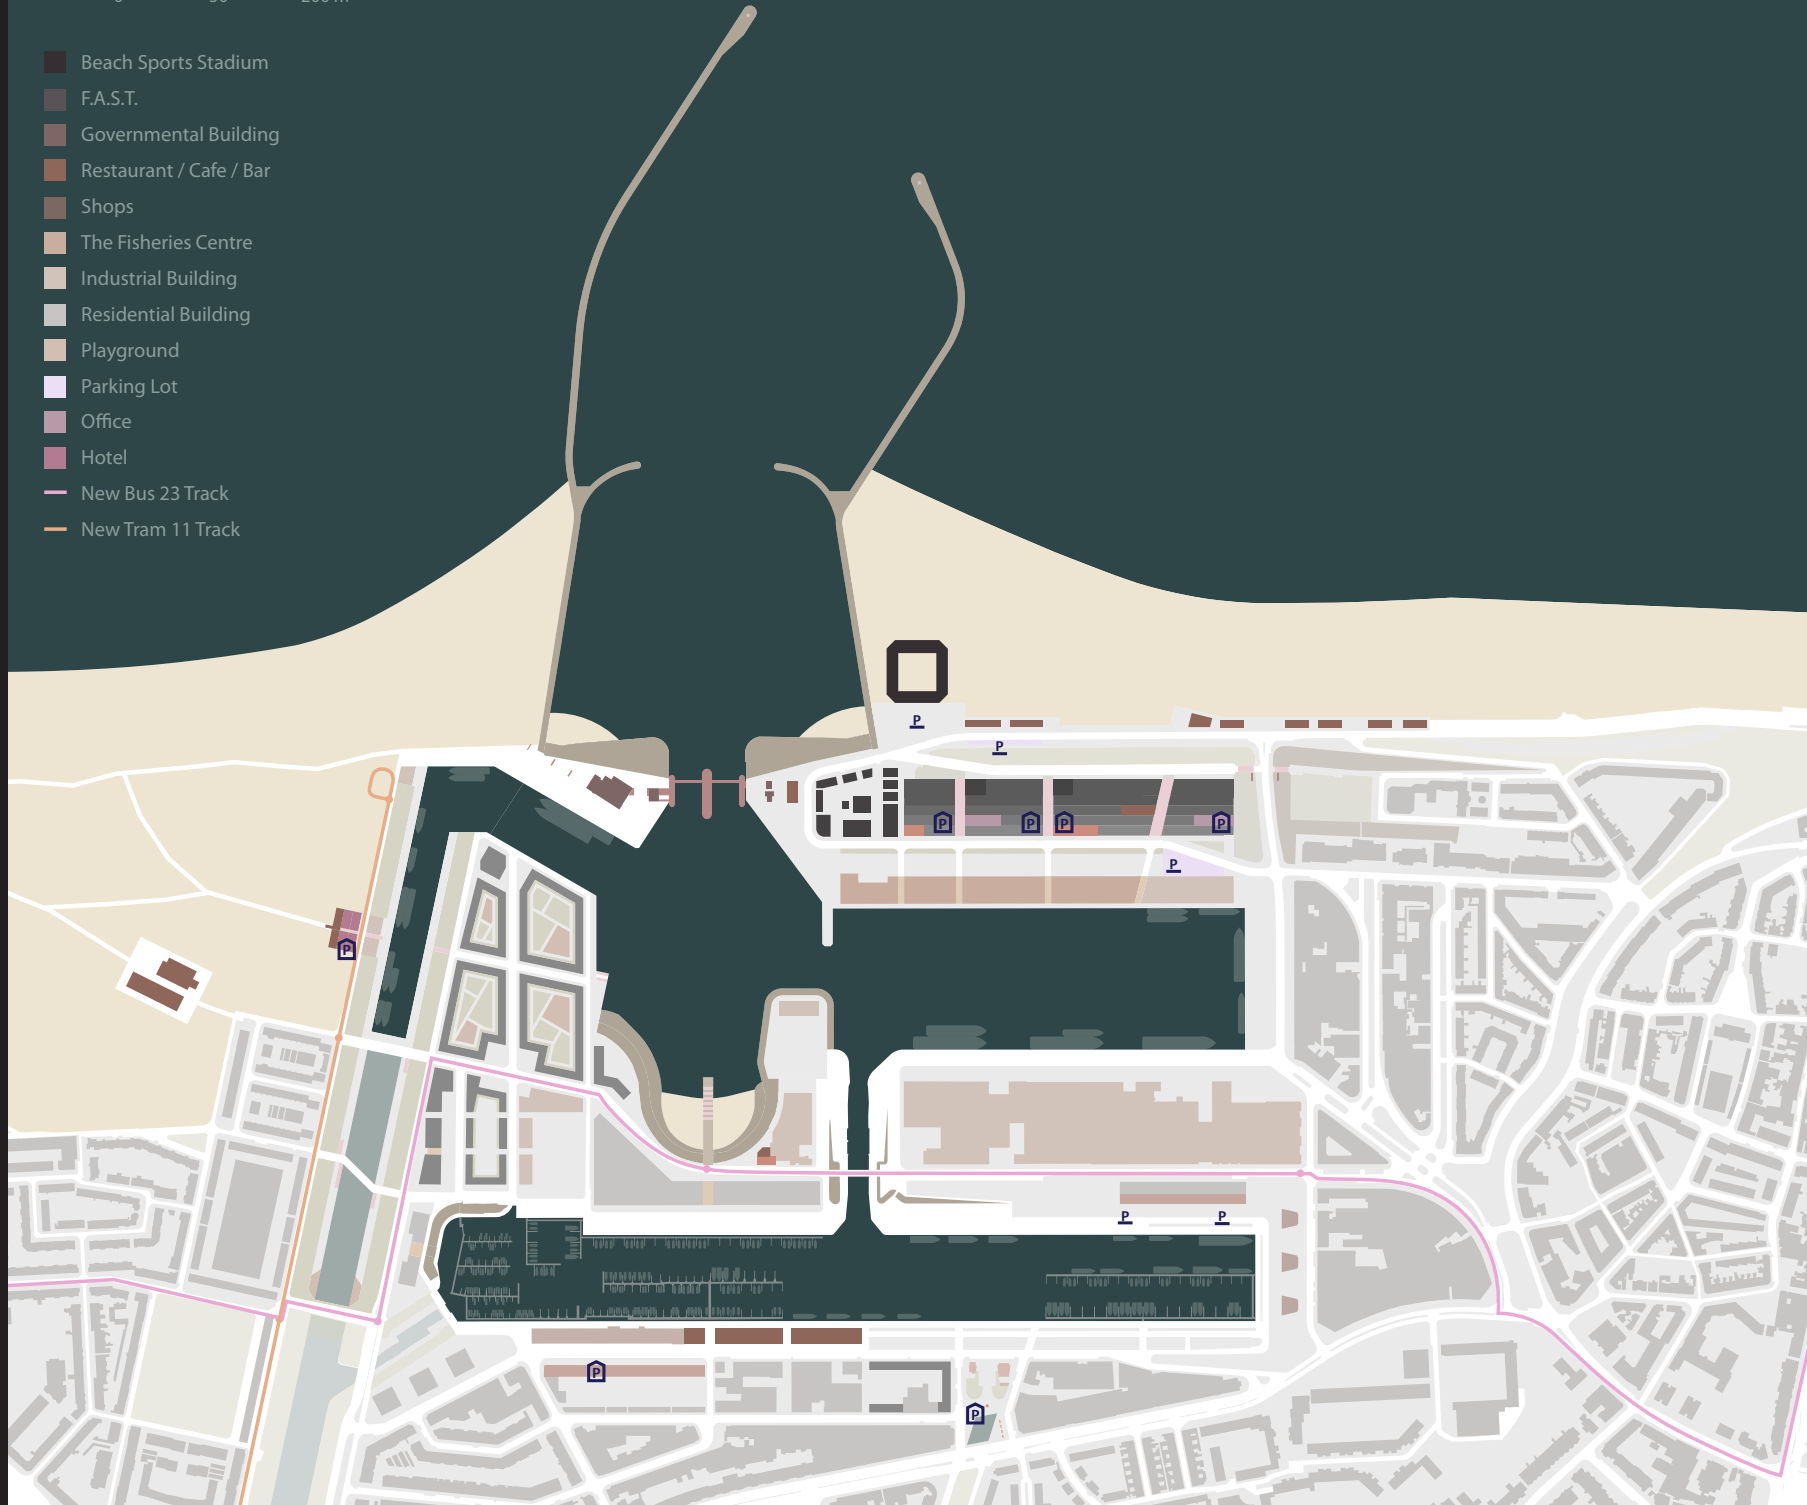 Beach Sports Stadium
F.A.S.T.
Governmental Building
Restaurant / Cafe / Bar
Shops
The Fisheries Centre
Industrial Building
Residential Building
Playground
Parking Lot
Office
Hotel
New Bus 23 Track
New Tram 11 Track
P
P
P
P
P
P
P
P
P
P
P
P